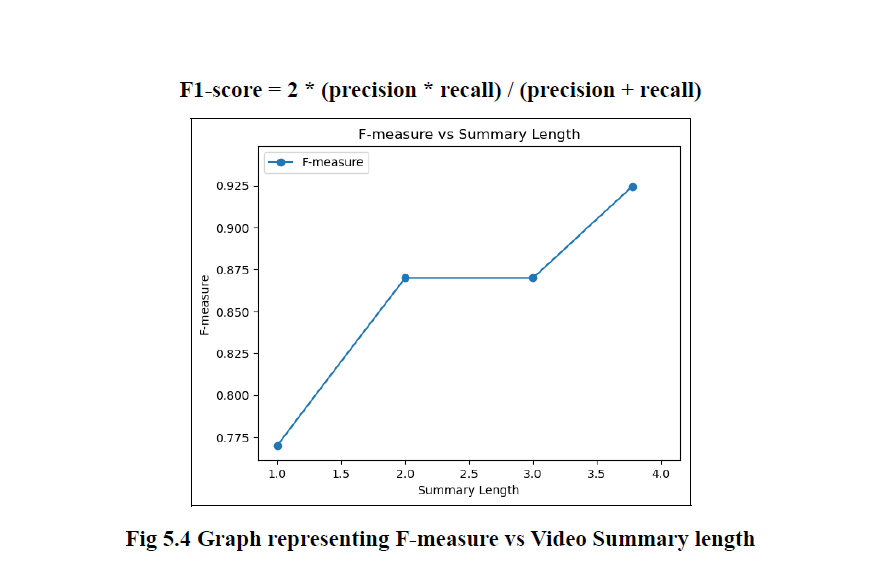 F1-score = 2 * (precision * recall) / (precision + recall)
F-measure vs Summary Length
F-measure
0.925
0.900
0.875
0.850
0.825
0.800
0.775
F-measure
1.0 1.5 2.0 2.5 3.0 3.5 4.0
Summary Length
Fig 5.4 Graph representing F-measure vs Video Summary length